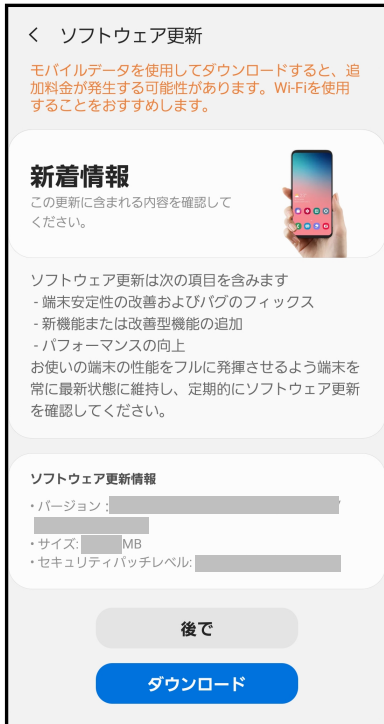 ソフトウェア更新
モバイルデータを使用してダウンロードすると、追
加料金が発生する可能性があります。Wi-Fiを使用
することをおすすめします。
新着情報
この更新に含まれる内容を確認して
ください。
ソフトウェア更新は次の項目を含みます
- 端末安定性の改善およびバグのフィックス
- 新機能または改善型機能の追加
- パフォーマンスの向上
お使いの端末の性能をフルに発揮させるよう端末を
常に最新状態に維持し、定期的にソフトウェア更新
を確認してください。
ソフトウェア更新情報
・バージョン :
・サイズ: MB
・セキュリティパッチレベル:
後で
ダウンロード